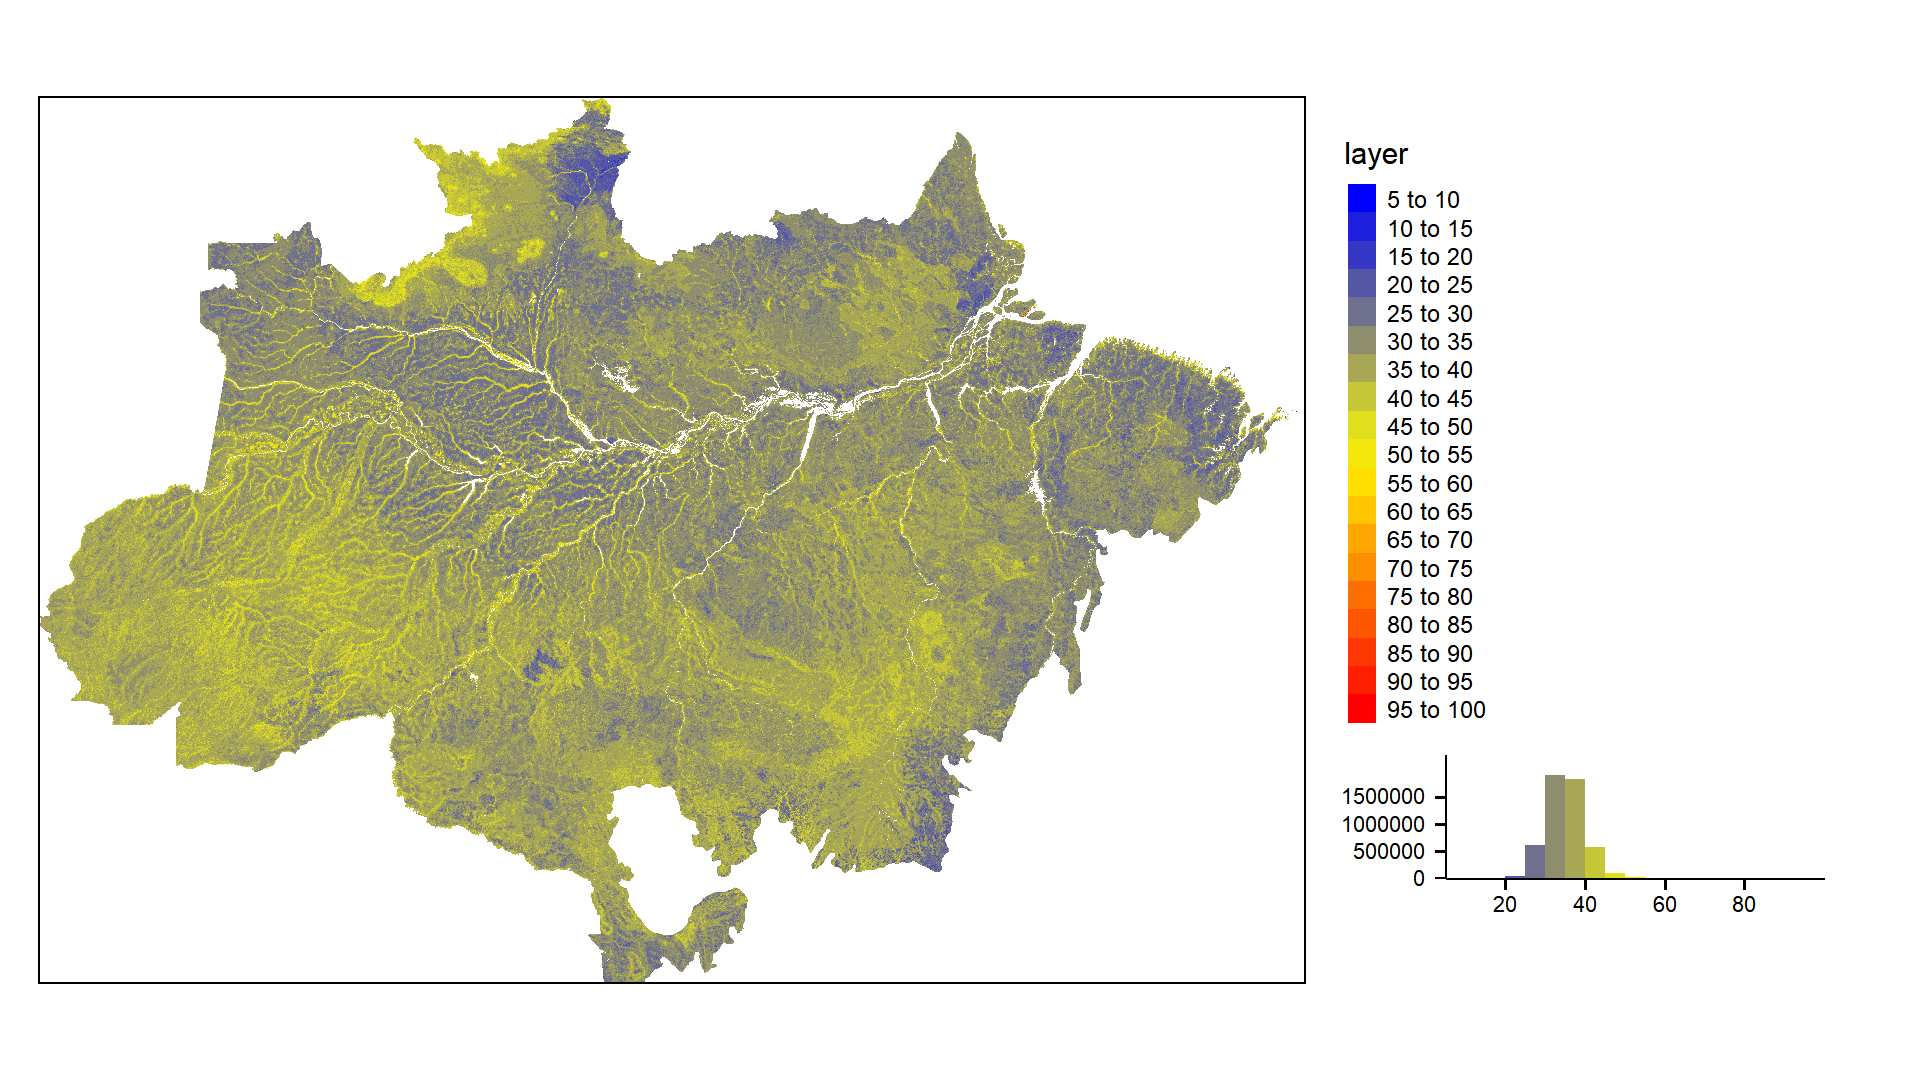 layer
5 to 10
10 to 15
15 to 20
20 to 25
25 to 30
30 to 35
35 to 40
40 to 45
45 to 50
50 to 55
55 to 60
60 to 65
65 to 70
70 to 75
75 to 80
80 to 85
85 to 90
90 to 95
95 to 100
1500000
1000000
500000
0
20 40 60 80